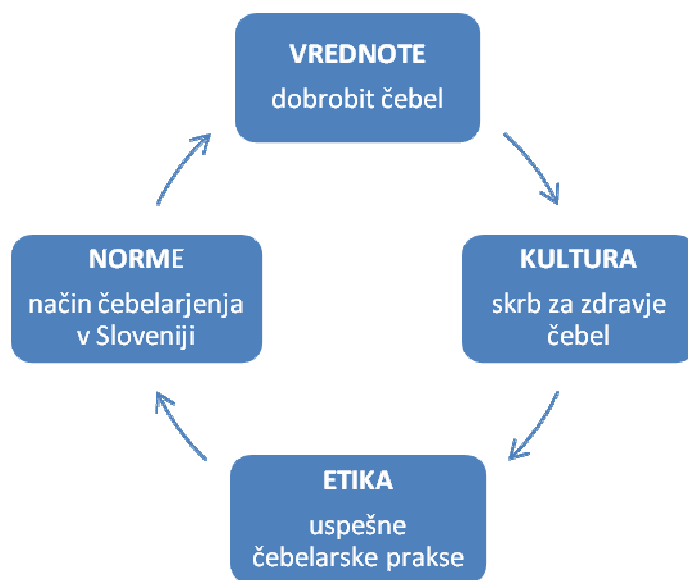 VREDNOTE
dobrobit čebel
KULTURA
skrb za zdravje
čebel
ETIKA
uspešne
čebelarske prakse
NORME
način čebelarjenja
v Sloveniji